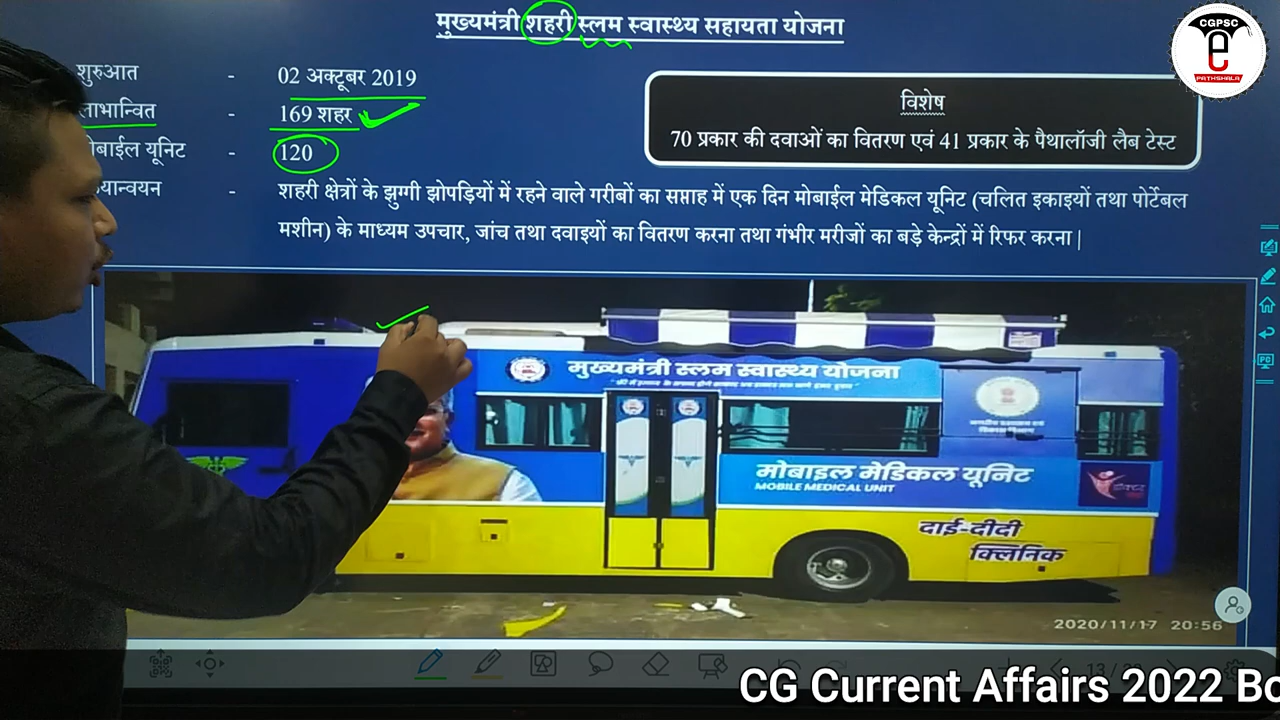 मुख्यमंत्री शहरी स्लम स्वास्थ्य सहायता योजना
CGPSC
e
PATHSHALA
शुरुआत - 02 अक्टूबर 2019
लाभान्वित - 169 शहर
बाईल यूनिट - 120
यान्वयन - शहरी क्षेत्रों के झुग्गी झोपड़ियों में रहने वाले गरीबों का सप्ताह में एक दिन मोबाईल मेडिकल यूनिट (चलित इकाइयों तथा पोर्टेबल
मशीन) के माध्यम उपचार, जांच तथा दवाइयों का वितरण करना तथा गंभीर मरीजों का बड़े केन्द्रों में रिफर करना |
विशेष
70 प्रकार की दवाओं का वितरण एवं 41 प्रकार के पैथालॉजी लैब टेस्ट
मुख्यमंत्री स्लम स्वास्थ्य योजना
मोबाइल मेडिकल यूनिट
MOBILE MEDICAL UNIT
दाई-दीदी
क्लिनिक
2020/11/17 20:56
PD
13
CG Current Affairs 2022 Bo